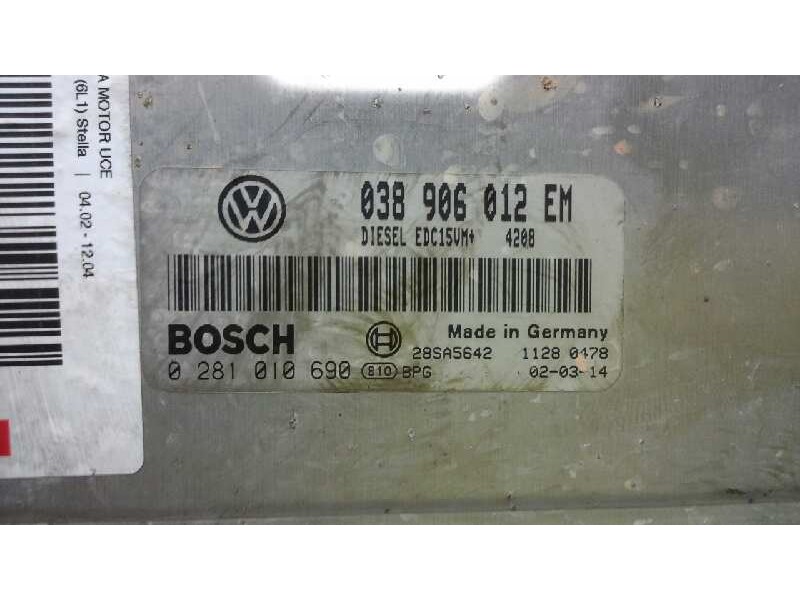 A MOTOR UCE
(6L1) Stella | 04.02 - 12.04
038 906 012 EM
DIESEL EDC15VM+ 4208
BOSCH Made in Germany
28SA5642 1128 0478
0 281 010 690 810 BPG 02-03-14